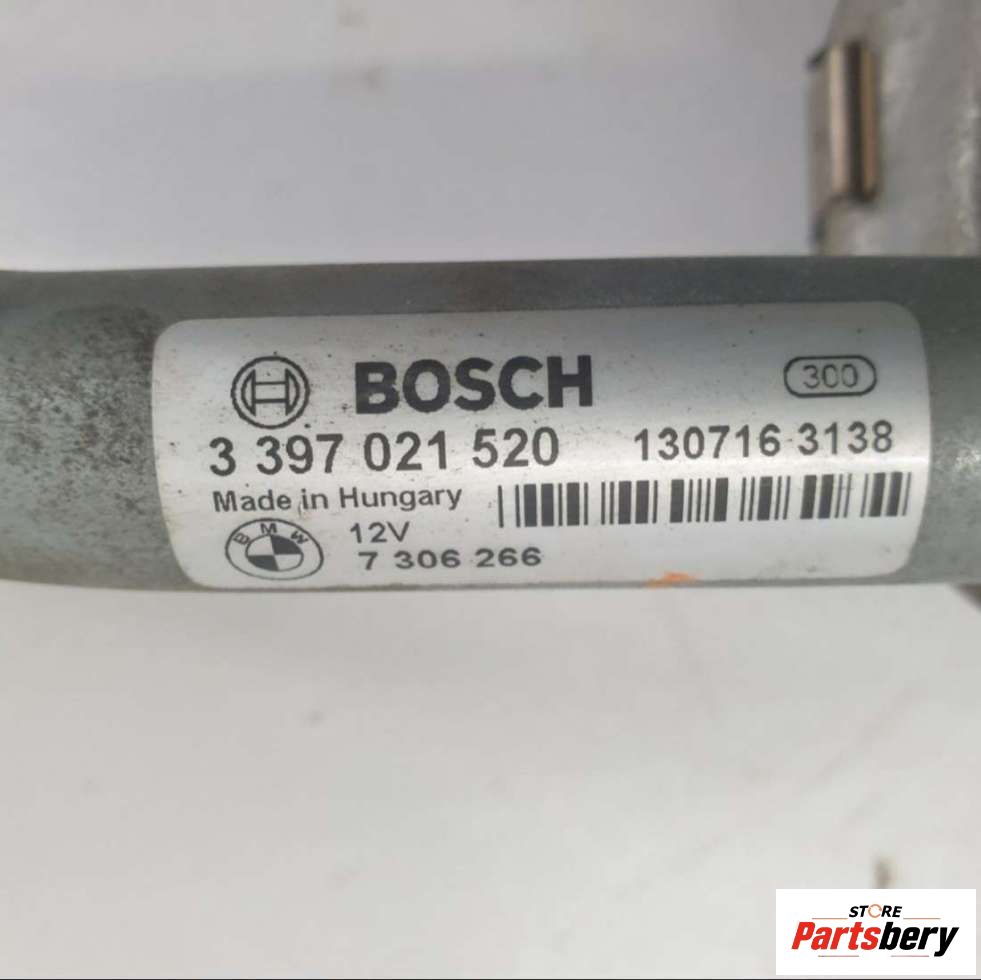 BOSCH 300
3 397 021 520 130716 3138
Made in Hungary
BMW 12V
7 306 266
STORE
Partsbery